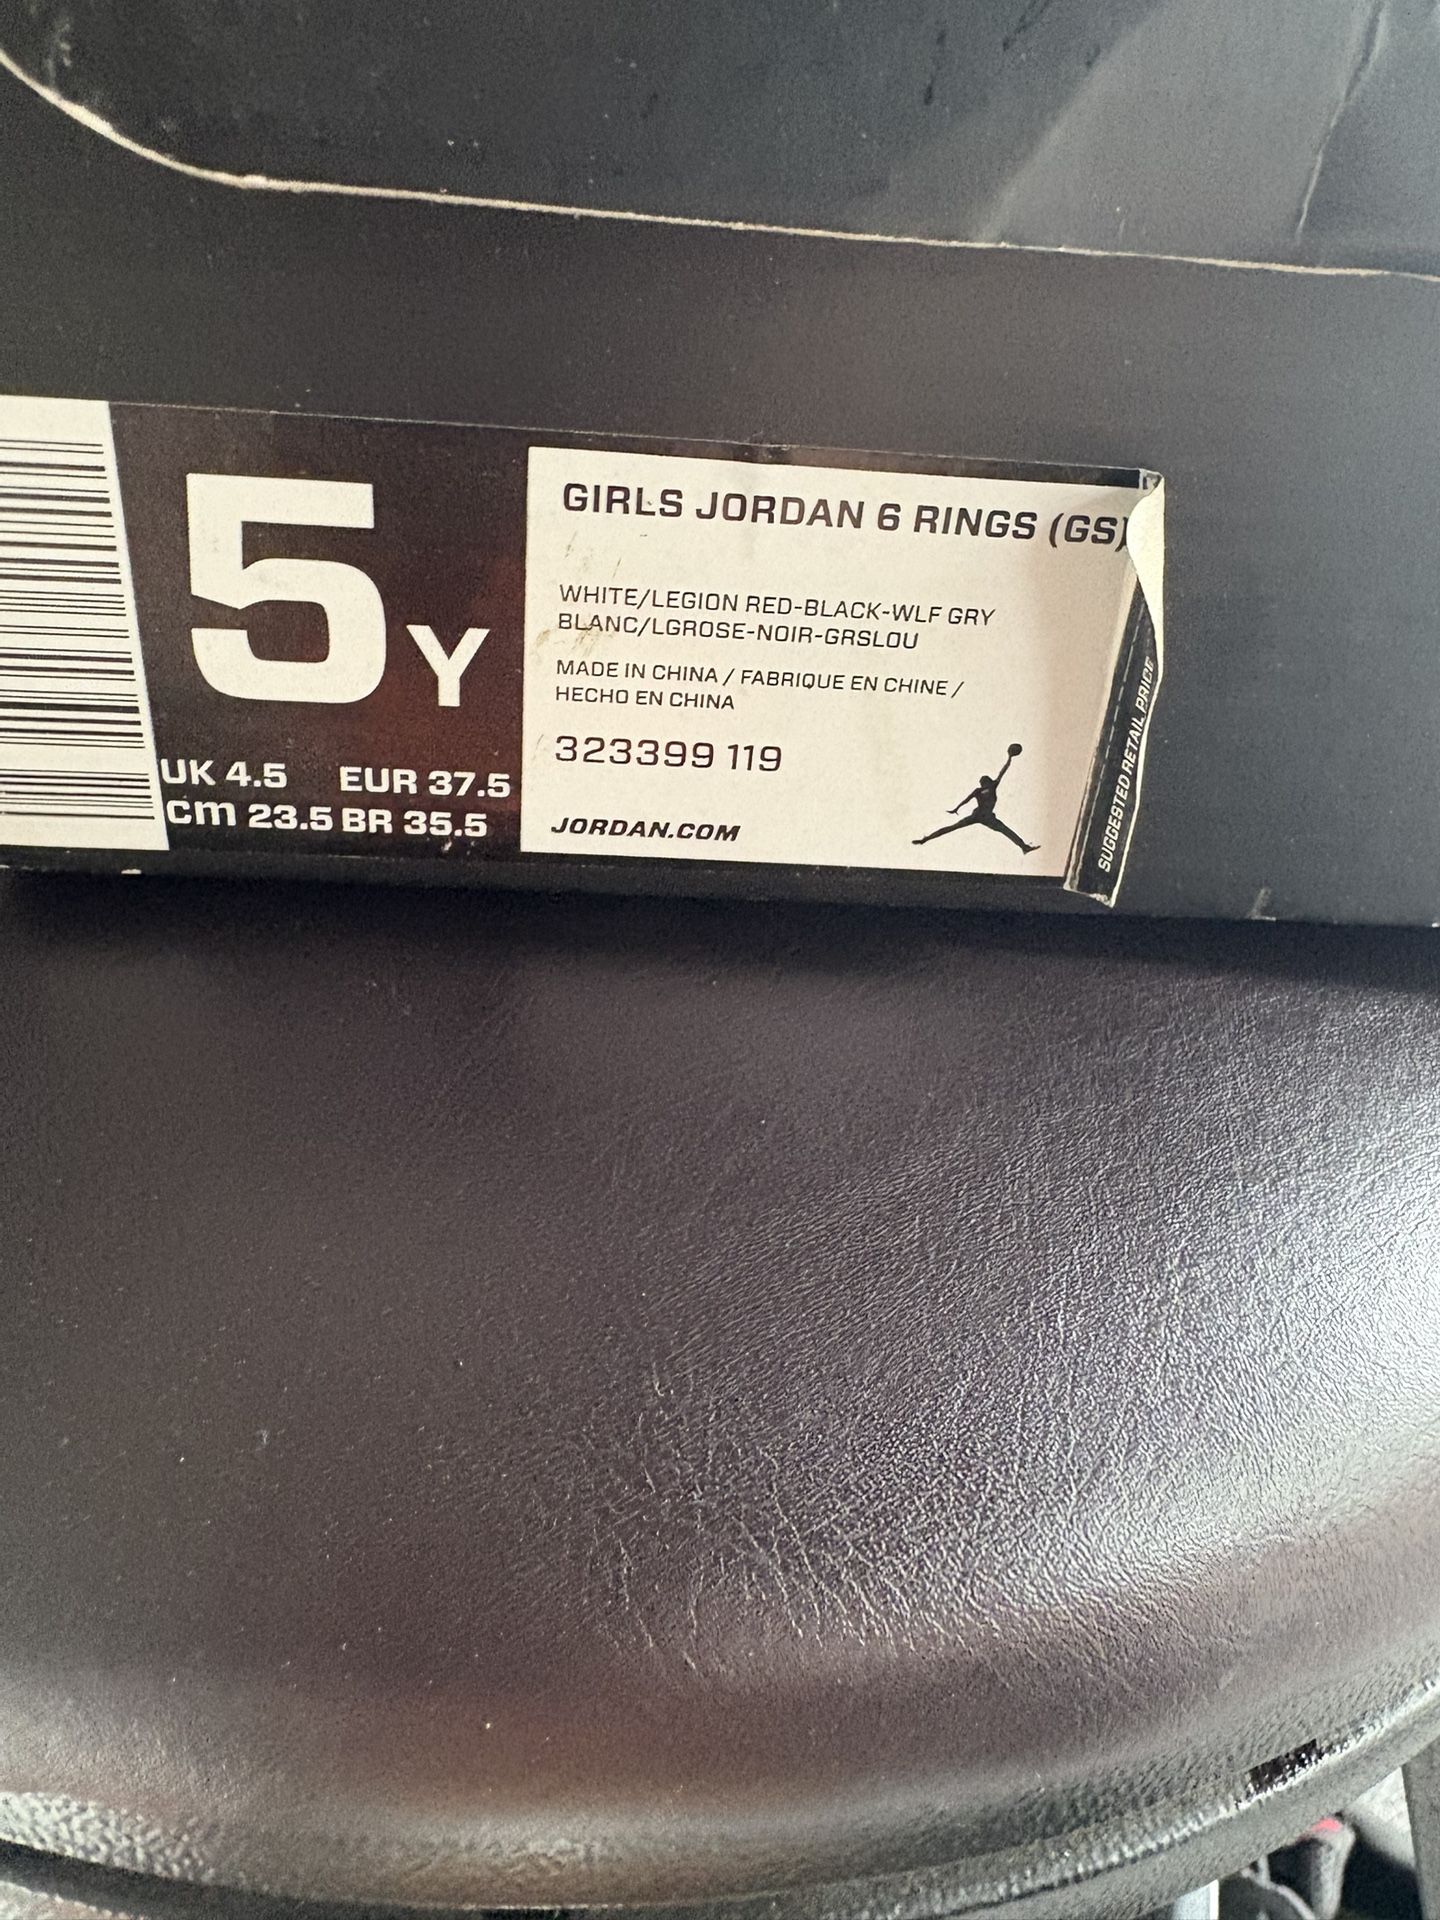 5Y
UK 4.5 EUR 37.5
cm 23.5 BR 35.5
GIRLS JORDAN 6 RINGS (GS)
WHITE/LEGION RED-BLACK-WLF GRY
BLANC/LGROSE-NOIR-GRSLOU
MADE IN CHINA / FABRIQUE EN CHINE /
HECHO EN CHINA
323399 119
JORDAN.COM
SUGGESTED RETAIL PRICE